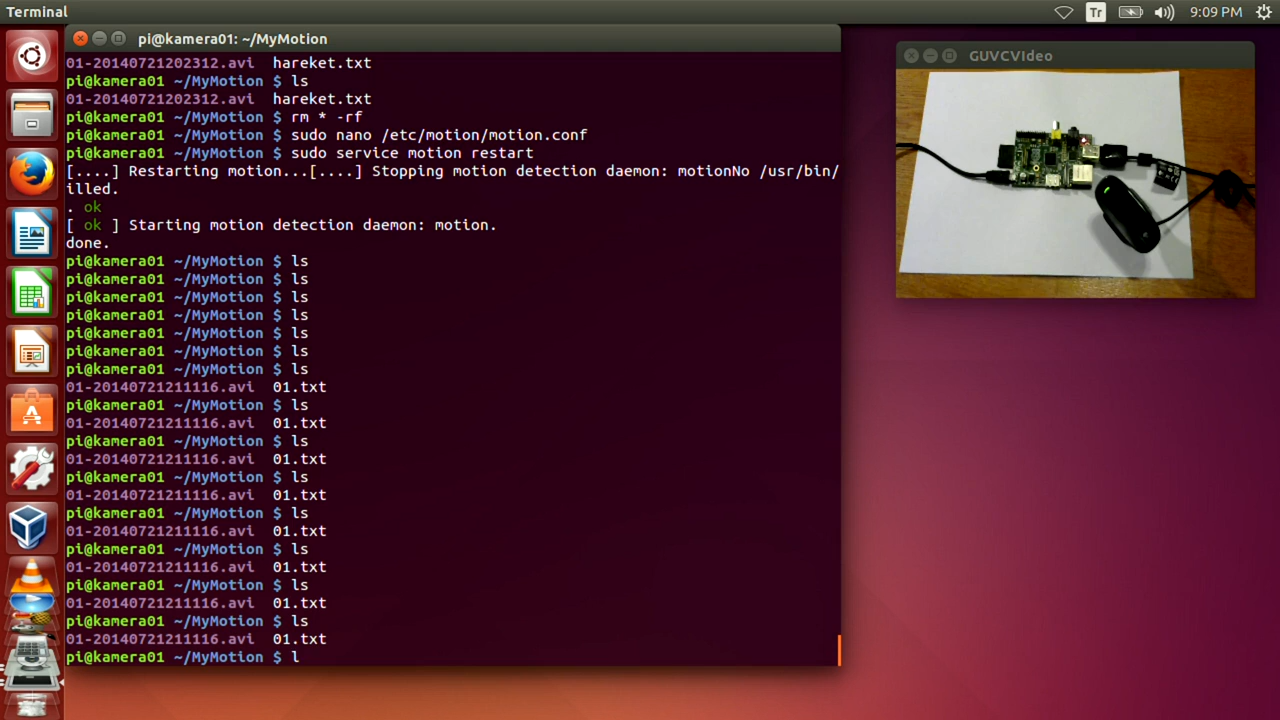 Terminal
Tr
9:09 PM
pi@kamera01: ~/MyMotion
GUVCVIdeo
01-20140721202312.avi  hareket.txt
pi@kamera01 ~/MyMotion $ ls
01-20140721202312.avi  hareket.txt
pi@kamera01 ~/MyMotion $ rm * -rf
pi@kamera01 ~/MyMotion $ sudo nano /etc/motion/motion.conf
pi@kamera01 ~/MyMotion $ sudo service motion restart
[....] Restarting motion...[....] Stopping motion detection daemon: motionNo /usr/bin/
illed.
. ok
[ ok ] Starting motion detection daemon: motion.
done.
pi@kamera01 ~/MyMotion $ ls
pi@kamera01 ~/MyMotion $ ls
pi@kamera01 ~/MyMotion $ ls
pi@kamera01 ~/MyMotion $ ls
pi@kamera01 ~/MyMotion $ ls
pi@kamera01 ~/MyMotion $ ls
pi@kamera01 ~/MyMotion $ ls
01-20140721211116.avi  01.txt
pi@kamera01 ~/MyMotion $ ls
01-20140721211116.avi  01.txt
pi@kamera01 ~/MyMotion $ ls
01-20140721211116.avi  01.txt
pi@kamera01 ~/MyMotion $ ls
01-20140721211116.avi  01.txt
pi@kamera01 ~/MyMotion $ ls
01-20140721211116.avi  01.txt
pi@kamera01 ~/MyMotion $ ls
01-20140721211116.avi  01.txt
pi@kamera01 ~/MyMotion $ ls
01-20140721211116.avi  01.txt
pi@kamera01 ~/MyMotion $ ls
01-20140721211116.avi  01.txt
pi@kamera01 ~/MyMotion $ l